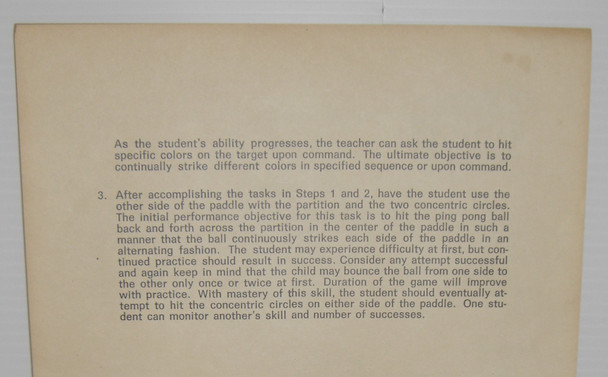 As the student's ability progresses, the teacher can ask the student to hit
specific colors on the target upon command. The ultimate objective is to
continually strike different colors in specified sequence or upon command.
3. After accomplishing the tasks in Steps 1 and 2, have the student use the
other side of the paddle with the partition and the two concentric circles.
The initial performance objective for this task is to hit the ping pong ball
back and forth across the partition in the center of the paddle in such a
manner that the ball continuously strikes each side of the paddle in an
alternating fashion. The student may experience difficulty at first, but con-
tinued practice should result in success. Consider any attempt successful
and again keep in mind that the child may bounce the ball from one side to
the other only once or twice at first. Duration of the game will improve
with practice. With mastery of this skill, the student should eventually at-
tempt to hit the concentric circles on either side of the paddle. One stu-
dent can monitor another's skill and number of successes.